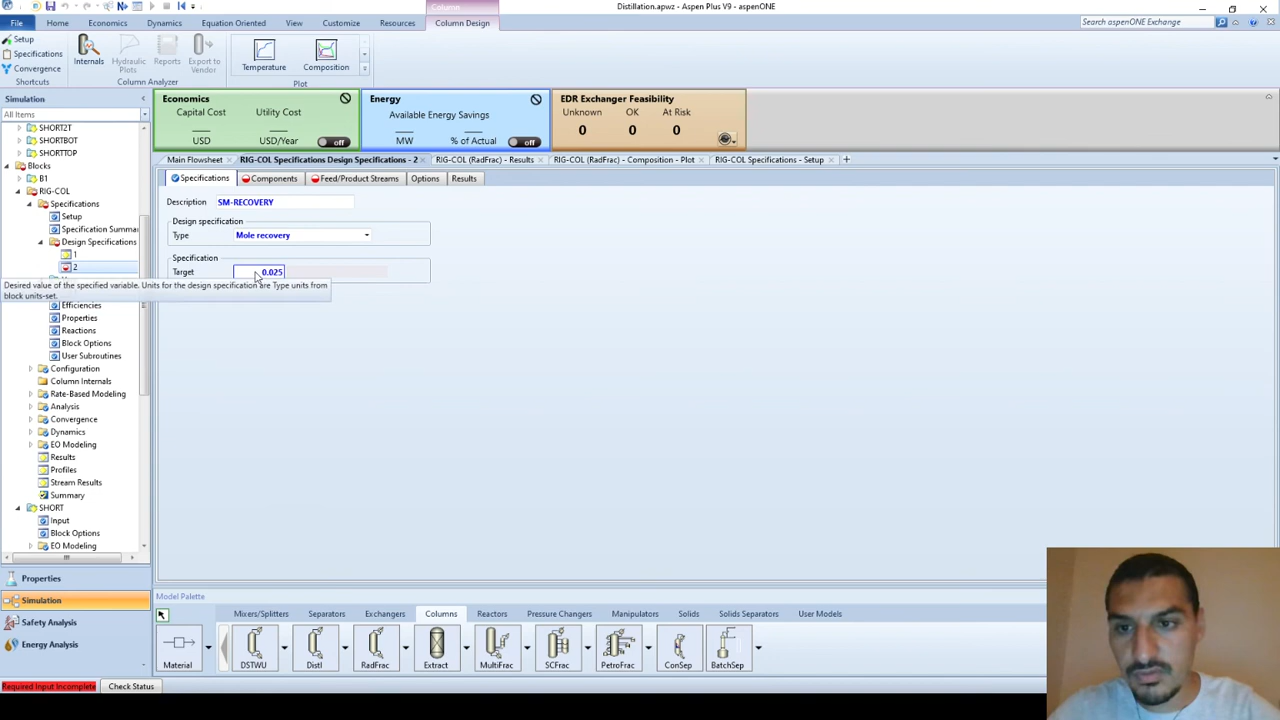 Distillation.apwz - Aspen Plus V9 - aspenONE
Column
File Home Economics Dynamics Equation Oriented View Customize Resources Column Design
Search aspenONE Exchange
Setup
Specifications
Convergence
Shortcuts
Internals
Hydraulic Plots
Reports
Export to Vendor
Column Analyzer
Temperature
Composition
Plot
Simulation
All Items
Economics
Capital Cost Utility Cost
USD USD/Year
off
Energy
Available Energy Savings
MW % of Actual
off
EDR Exchanger Feasibility
Unknown OK At Risk
0 0 0
Main Flowsheet
RIG-COL Specifications Design Specifications - 2
RIG-COL (RadFrac) - Results
RIG-COL (RadFrac) - Composition - Plot
RIG-COL Specifications - Setup
SHORT2T
SHORTBOT
SHORTTOP
Blocks
B1
RIG-COL
Specifications
Setup
Specification Summa
Design Specifications
1
2
Efficiencies
Properties
Reactions
Block Options
User Subroutines
Configuration
Column Internals
Rate-Based Modeling
Analysis
Convergence
Dynamics
EO Modeling
Results
Profiles
Stream Results
Summary
SHORT
Input
Block Options
EO Modeling
Specifications Components Feed/Product Streams Options Results
Description SM-RECOVERY
Design specification
Type Mole recovery
Specification
Target 0.025
Desired value of the specified variable. Units for the design specification are Type units from
block units-set.
Properties
Simulation
Safety Analysis
Energy Analysis
Model Palette
Mixers/Splitters Separators Exchangers Columns Reactors Pressure Changers Manipulators Solids Solids Separators User Models
Material DSTWU Distl RadFrac Extract MultiFrac SCFrac PetroFrac ConSep BatchSep
Required Input Incomplete Check Status